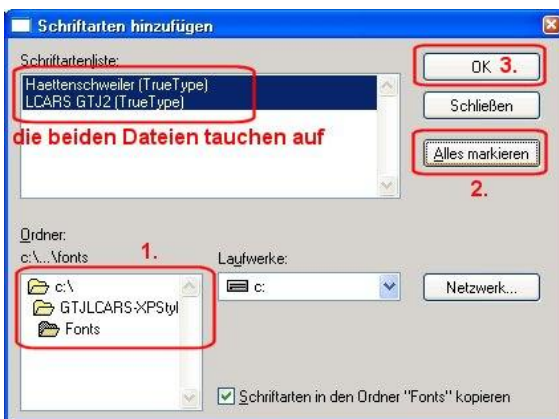 Schriftarten hinzufügen
Schriftartenliste:
Haettenschweiler (TrueType)
LCARS GTJ2 (TrueType)
die beiden Dateien tauchen auf
OK 3.
Schließen
Alles markieren
2.
Ordner:
c:\...\fonts
1.
c:\
GTJLCARS-XPStyl
Fonts
Laufwerke:
c:
Netzwerk...
Schriftarten in den Ordner "Fonts" kopieren